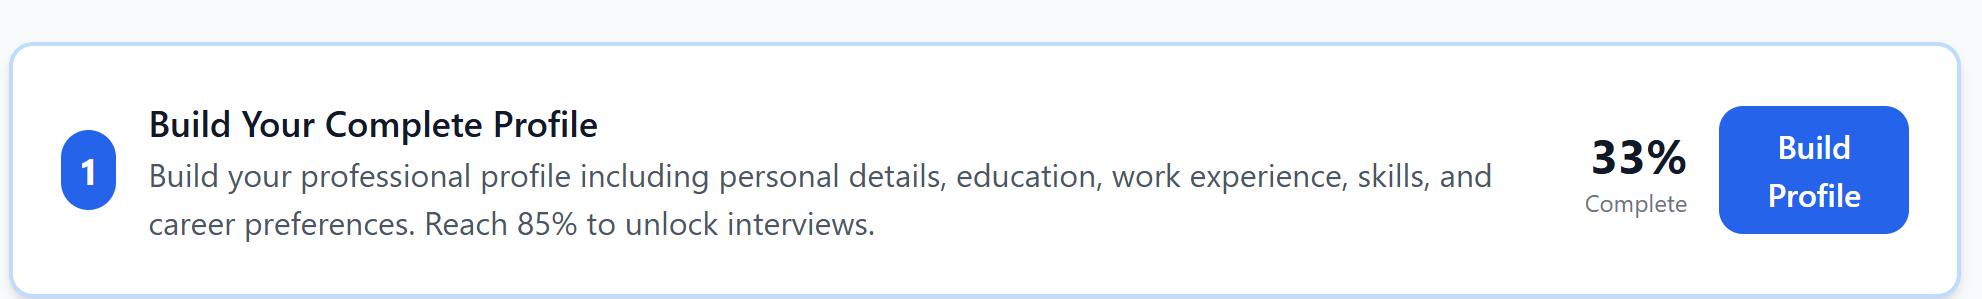 1
Build Your Complete Profile
Build your professional profile including personal details, education, work experience, skills, and
career preferences. Reach 85% to unlock interviews.
33%
Complete
Build
Profile